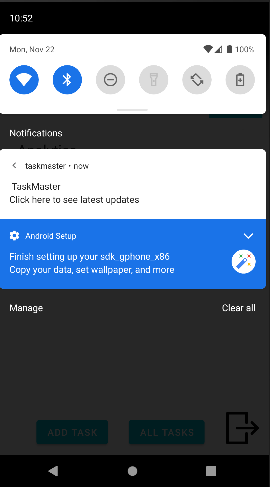 10:52
Mon, Nov 22
100%
Notifications
Analytics
taskmaster • now
TaskMaster
Click here to see latest updates
Android Setup
Finish setting up your sdk_gphone_x86
Copy your data, set wallpaper, and more
Manage
Clear all
ADD TASK
ALL TASKS